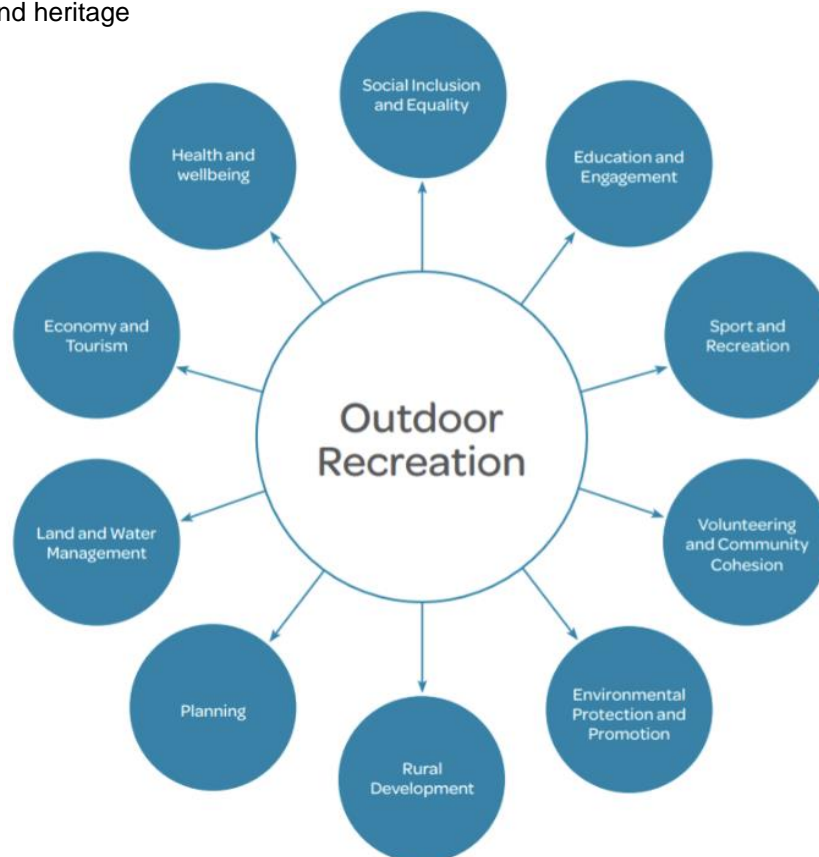 nd heritage
Social Inclusion
and Equality
Health and
wellbeing
Education and
Engagement
Economy and
Tourism
Sport and
Recreation
Outdoor
Recreation
Land and Water
Management
Volunteering
and Community
Cohesion
Planning
Environmental
Protection and
Promotion
Rural
Development